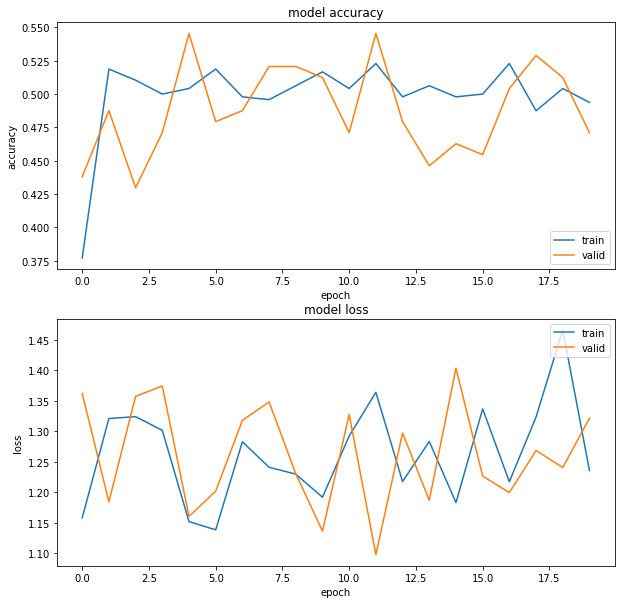 model accuracy
0.550
0.525
0.500
0.475
0.450
0.425
0.400
0.375
accuracy
train
valid
0.0 2.5 5.0 7.5 10.0 12.5 15.0 17.5
epoch
model loss
1.45
1.40
1.35
1.30
1.25
1.20
1.15
1.10
loss
train
valid
0.0 2.5 5.0 7.5 10.0 12.5 15.0 17.5
epoch